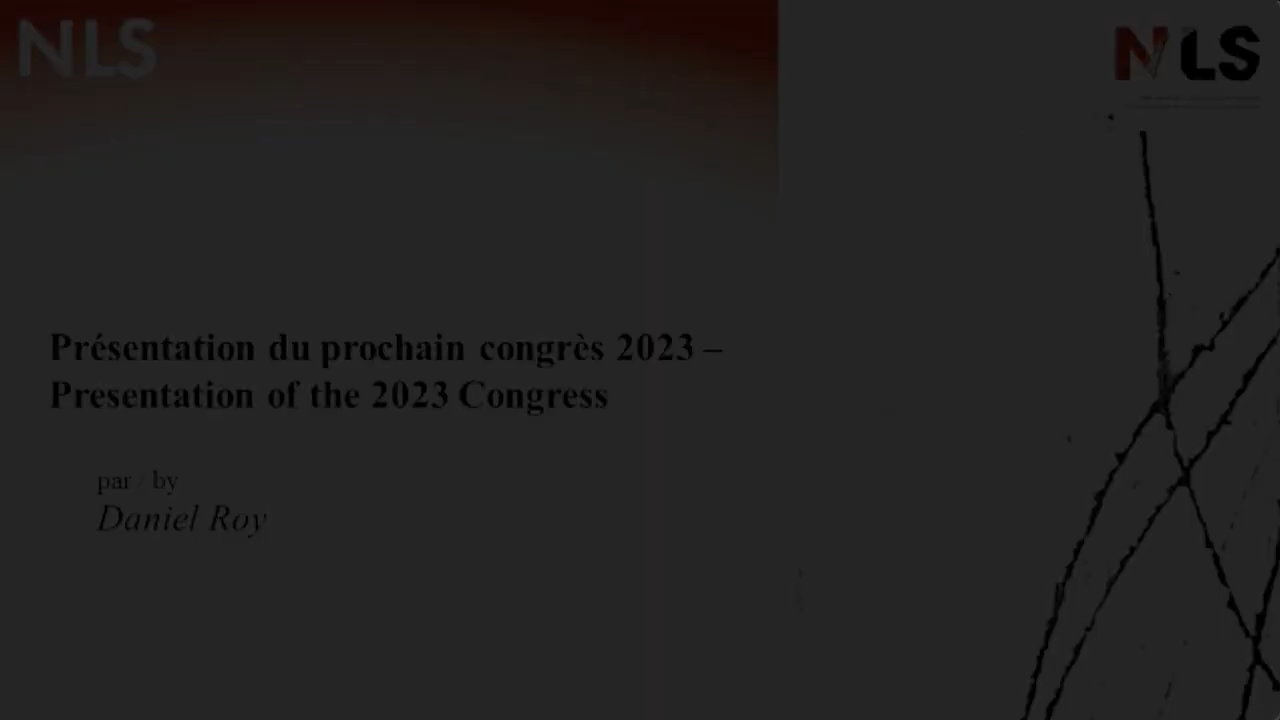 NLS
NLS
Présentation du prochain congrès 2023 –
Presentation of the 2023 Congress
par / by
Daniel Roy